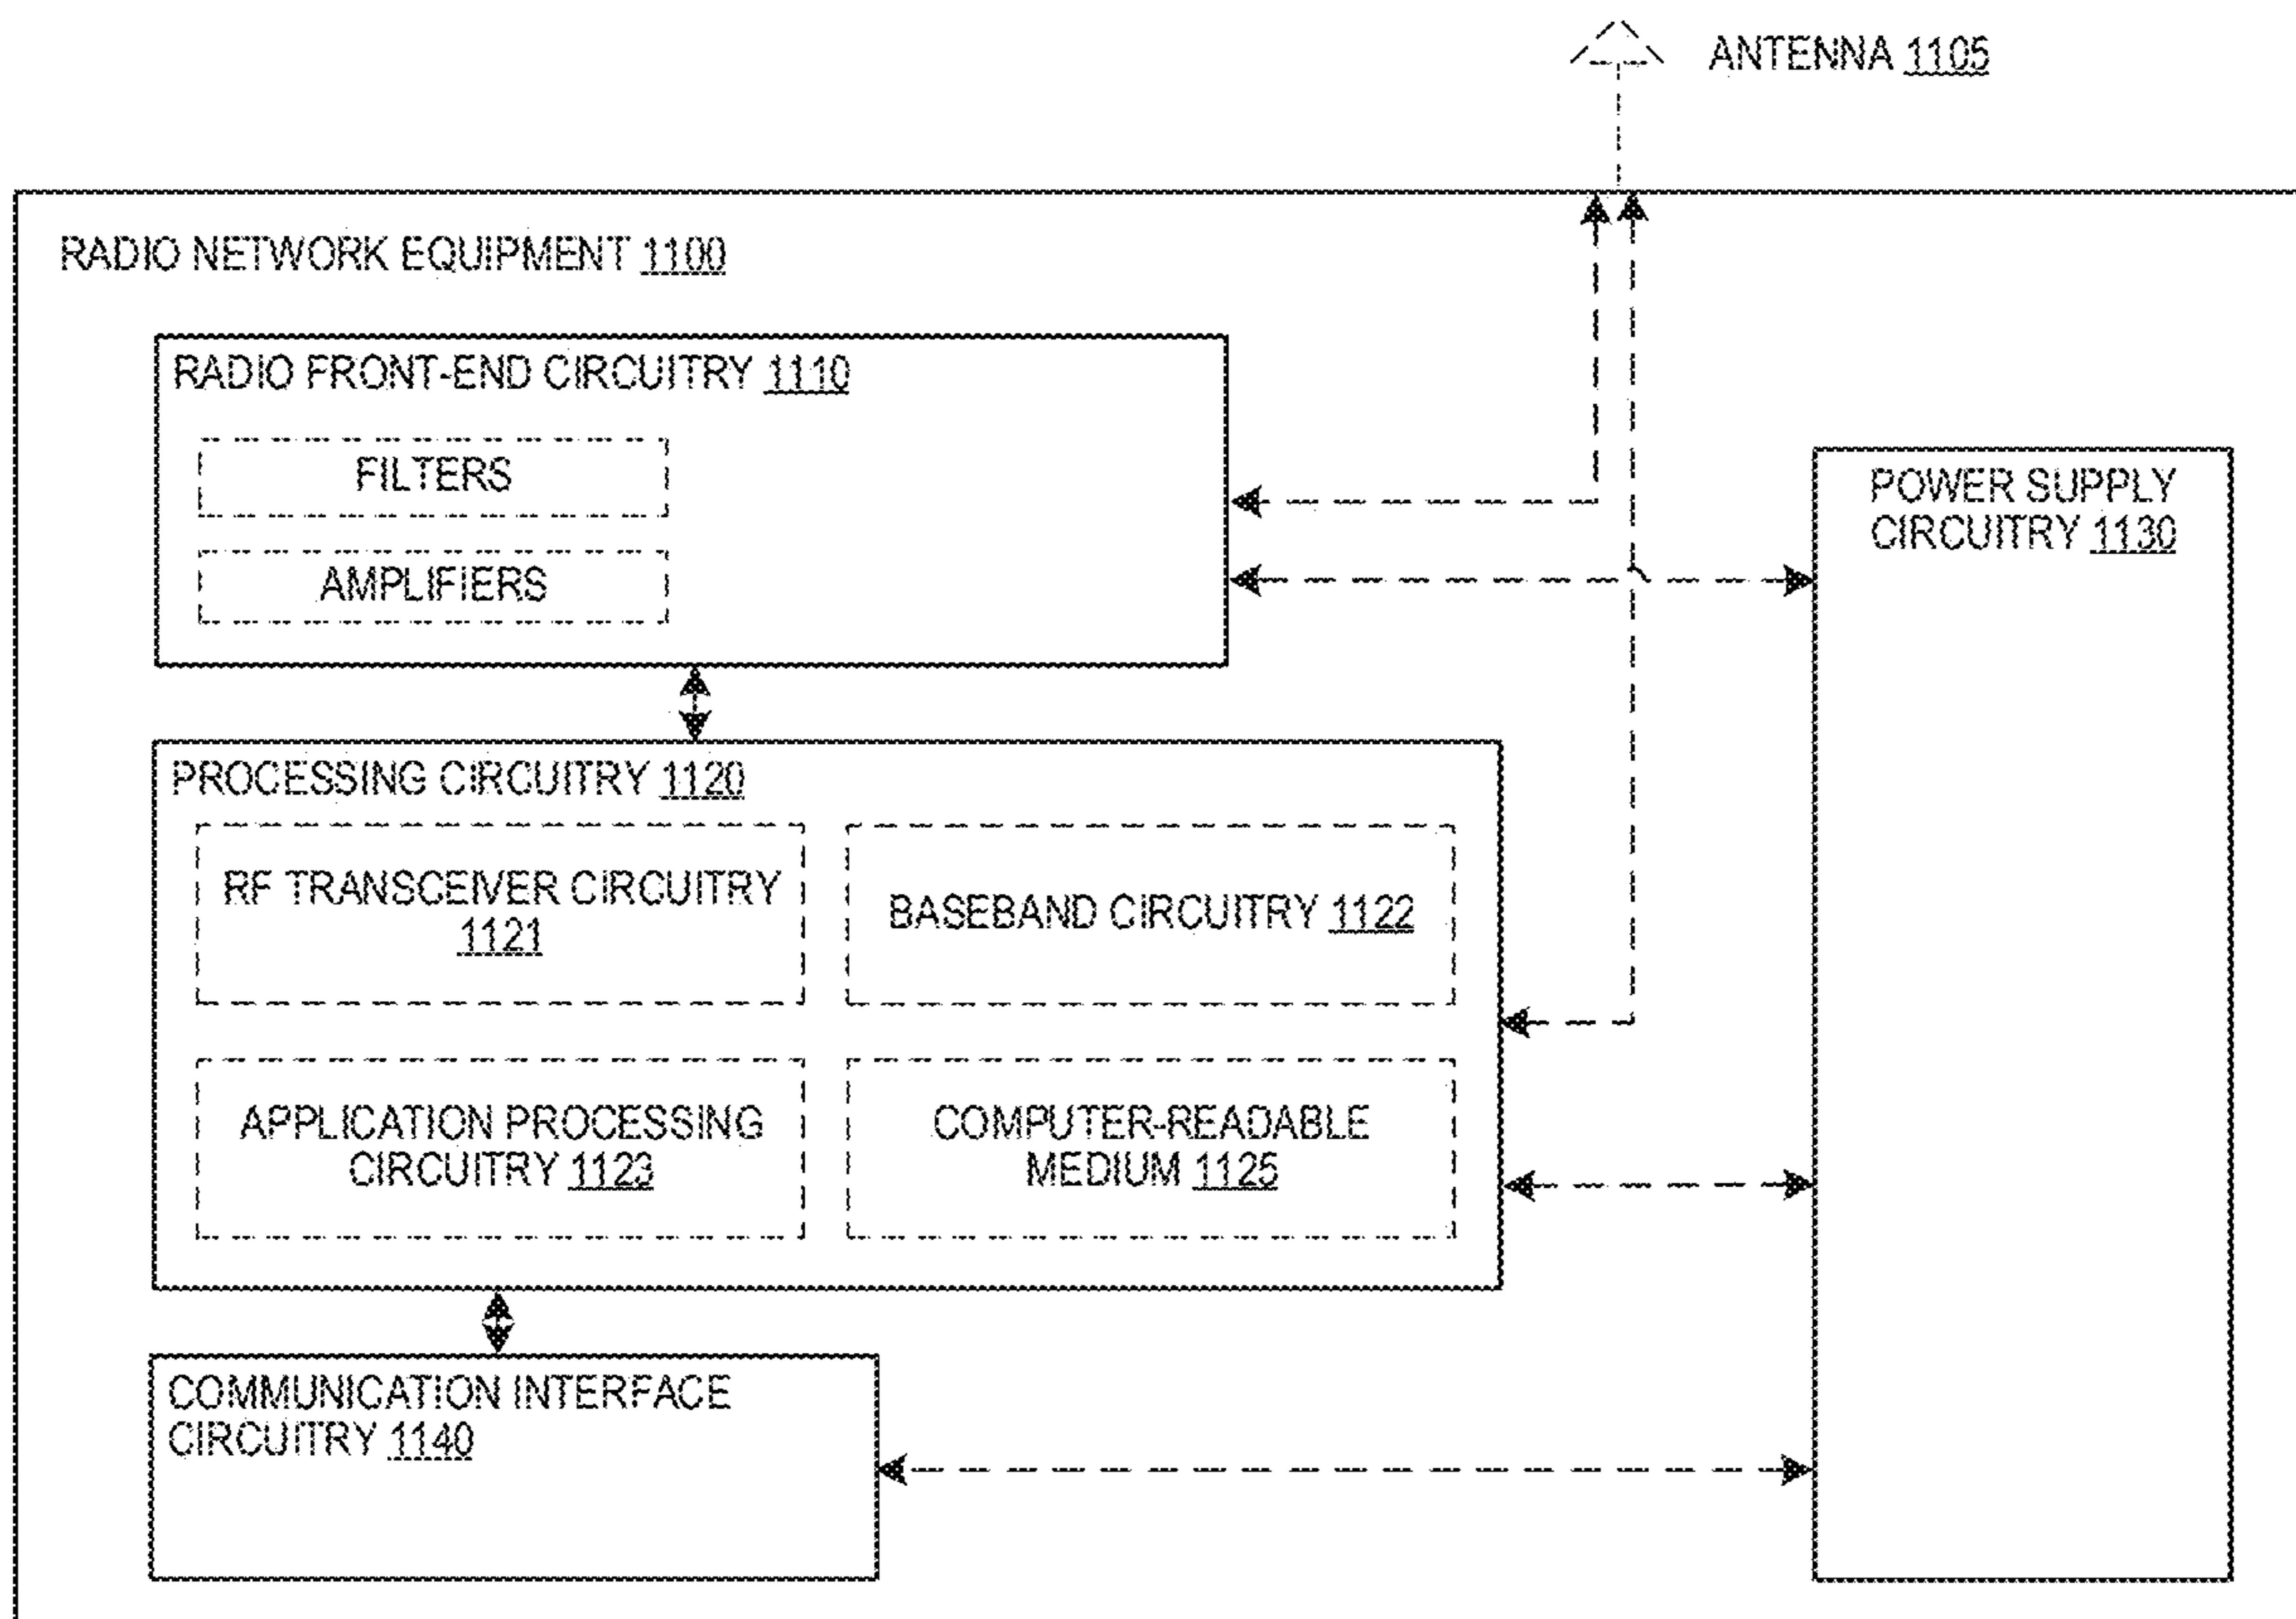 ANTENNA 1105
RADIO NETWORK EQUIPMENT 1100
RADIO FRONT-END CIRCUITRY 1110
FILTERS
AMPLIFIERS
POWER SUPPLY
CIRCUITRY 1130
PROCESSING CIRCUITRY 1120
RF TRANSCEIVER CIRCUITRY
1121
BASEBAND CIRCUITRY 1122
APPLICATION PROCESSING
CIRCUITRY 1123
COMPUTER-READABLE
MEDIUM 1125
COMMUNICATION INTERFACE
CIRCUITRY 1140